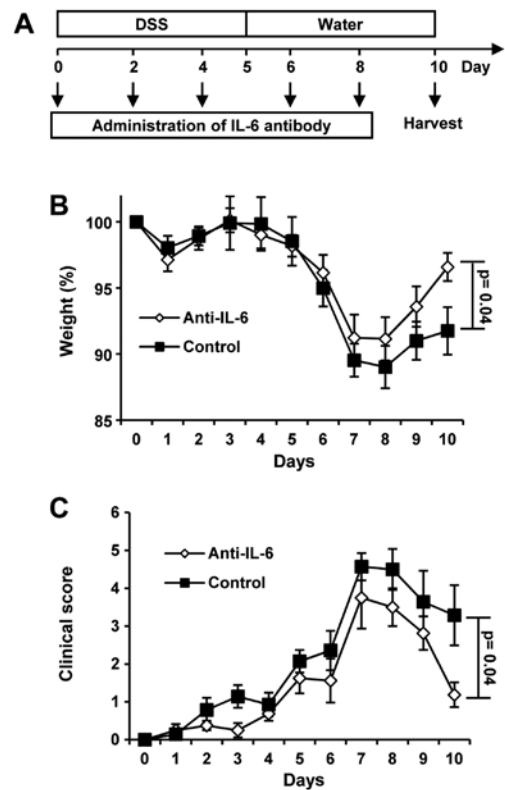 A
DSS Water
0 2 4 5 6 8 10 Day
Administration of IL-6 antibody Harvest
B
100
95
90
85
Weight (%)
Anti-IL-6
Control
p= 0.04
0 1 2 3 4 5 6 7 8 9 10
Days
C
6
5
4
3
2
1
0
Clinical score
Anti-IL-6
Control
p= 0.04
0 1 2 3 4 5 6 7 8 9 10
Days